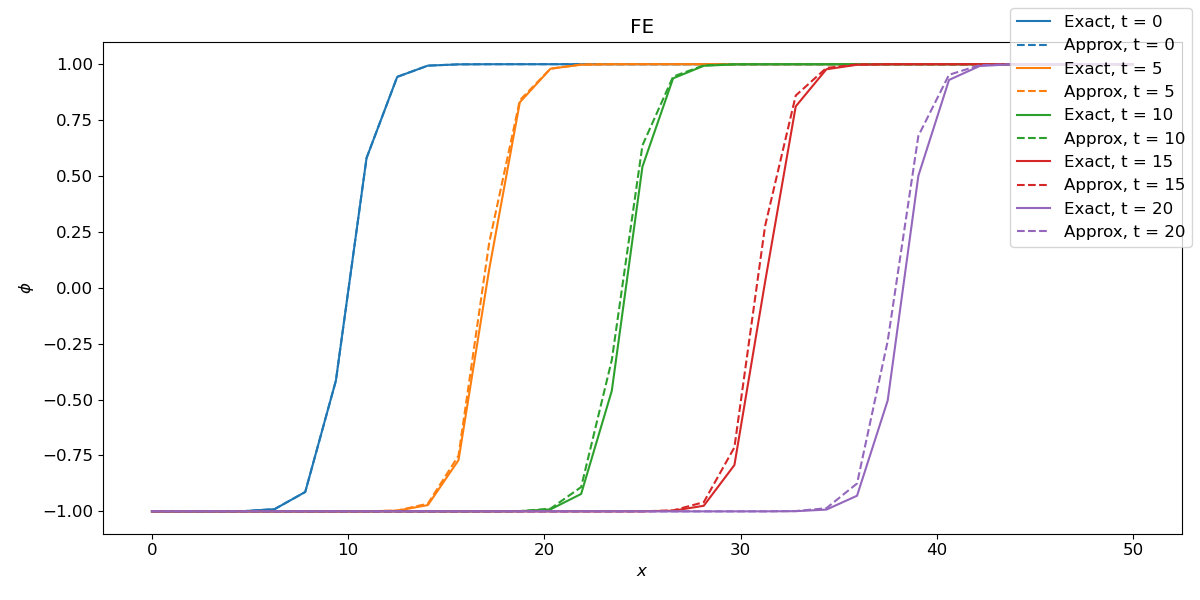 FE
Exact, t = 0
Approx, t = 0
Exact, t = 5
Approx, t = 5
Exact, t = 10
Approx, t = 10
Exact, t = 15
Approx, t = 15
Exact, t = 20
Approx, t = 20
1.00
0.75
0.50
0.25
0.00
−0.25
−0.50
−0.75
−1.00
ϕ
0 10 20 30 40 50
x